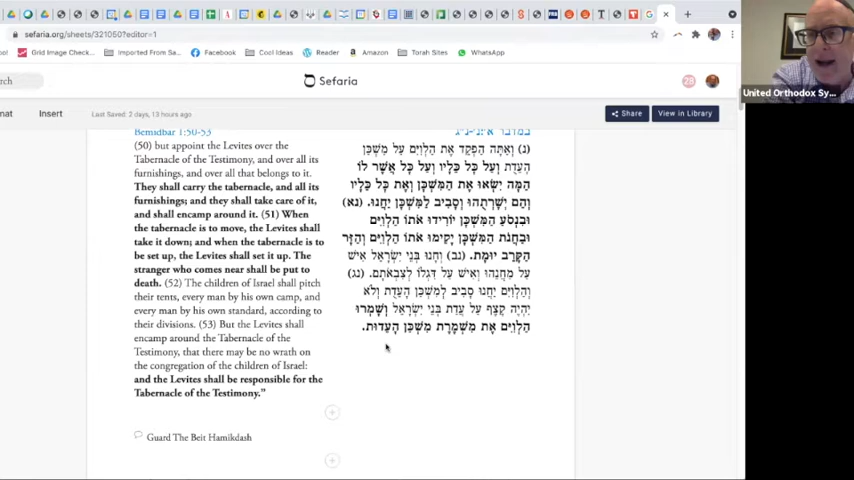 sefaria.org/sheets/321050?editor=1
Grid Image Check...
Imported From Sa...
Facebook
Cool Ideas
Reader
Amazon
Torah Sites
WhatsApp
United Orthodox Sy...
rch
Sefaria
28
mat
Insert
Last Saved: 2 days, 13 hours ago.
Share
View in Library
Bemidbar 1:50-53
(50) but appoint the Levites over the
Tabernacle of the Testimony, and over all its
furnishings, and over all that belongs to it.
They shall carry the tabernacle, and all its
furnishings; and they shall take care of it,
and shall encamp around it. (51) When
the tabernacle is to move, the Levites shall
take it down; and when the tabernacle is to
be set up, the Levites shall set it up. The
stranger who comes near shall be put to
death. (52) The children of Israel shall pitch
their tents, every man by his own camp, and
every man by his own standard, according to
their divisions. (53) But the Levites shall
encamp around the Tabernacle of the
Testimony, that there may be no wrath on
the congregation of the children of Israel:
and the Levites shall be responsible for the
Tabernacle of the Testimony.”
במדבר א׳:נ׳-נ״ג
(נ) וְאַתָּה הַפְקֵד אֶת הַלְוִיִּם עַל מִשְׁכַּן
הָעֵדֻת וְעַל כׇּל כֵּלָיו וְעַל כׇּל אֲשֶׁר לוֹ
הֵמָּה יִשְׂאוּ אֶת הַמִּשְׁכָּן וְאֶת כׇּל כֵּלָיו
וְהֵם יְשָׁרְתֻהוּ וְסָבִיב לַמִּשְׁכָּן יַחֲנוּ. (נא)
וּבִנְסֹעַ הַמִּשְׁכָּן יוֹרִידוּ אֹתוֹ הַלְוִיִּם
וּבַחֲנֹת הַמִּשְׁכָּן יָקִימוּ אֹתוֹ הַלְוִיִּם וְהַזָּר
הַקָּרֵב יוּמָת. (נב) וְחָנוּ בְּנֵי יִשְׂרָאֵל אִישׁ
עַל מַחֲנֵהוּ וְאִישׁ עַל דִּגְלוֹ לְצִבְאֹתָם. (נג)
וְהַלְוִיִּם יַחֲנוּ סָבִיב לְמִשְׁכַּן הָעֵדֻת וְלֹא
יִהְיֶה קֶצֶף עַל עֲדַת בְּנֵי יִשְׂרָאֵל וְשָׁמְרוּ
הַלְוִיִּם אֶת מִשְׁמֶרֶת מִשְׁכַּן הָעֵדוּת.
Guard The Beit Hamikdash